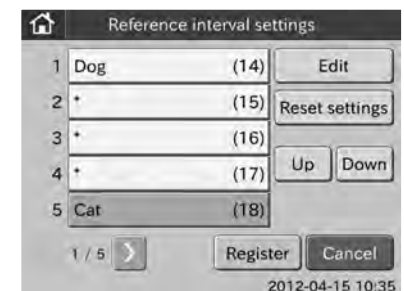 Reference interval settings
1 Dog (14) Edit
2 * (15) Reset settings
3 * (16)
4 * (17) Up Down
5 Cat (18)
1 / 5 > Register Cancel
2012-04-15 10:35